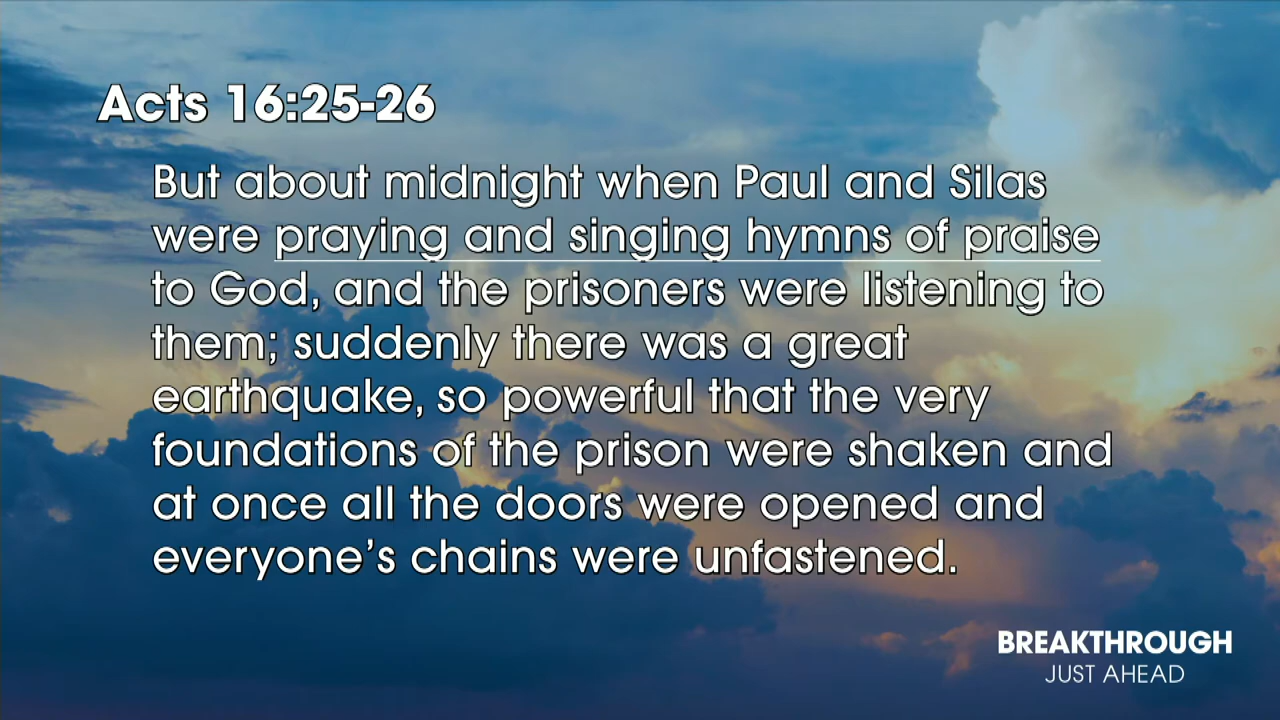 Acts 16:25-26
But about midnight when Paul and Silas
were praying and singing hymns of praise
to God, and the prisoners were listening to
them; suddenly there was a great
earthquake, so powerful that the very
foundations of the prison were shaken and
at once all the doors were opened and
everyone’s chains were unfastened.
BREAKTHROUGH
JUST AHEAD